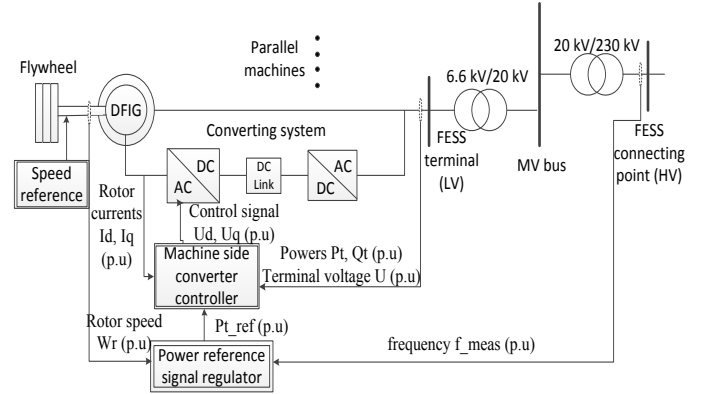 20 kV/230 kV
Parallel
machines
Flywheel
6.6 kV/20 kV
DFIG
Converting system
FESS
terminal
(LV)
MV bus
FESS
connecting
point (HV)
DC
AC
DC
Link
AC
DC
Speed
reference
Rotor
currents
Id, Iq
(p.u)
Control signal
Ud, Uq (p.u)
Machine side
converter
controller
Powers Pt, Qt (p.u)
Terminal voltage U (p.u)
Rotor speed
Wr (p.u)
Pt_ref (p.u)
frequency f_meas (p.u)
Power reference
signal regulator